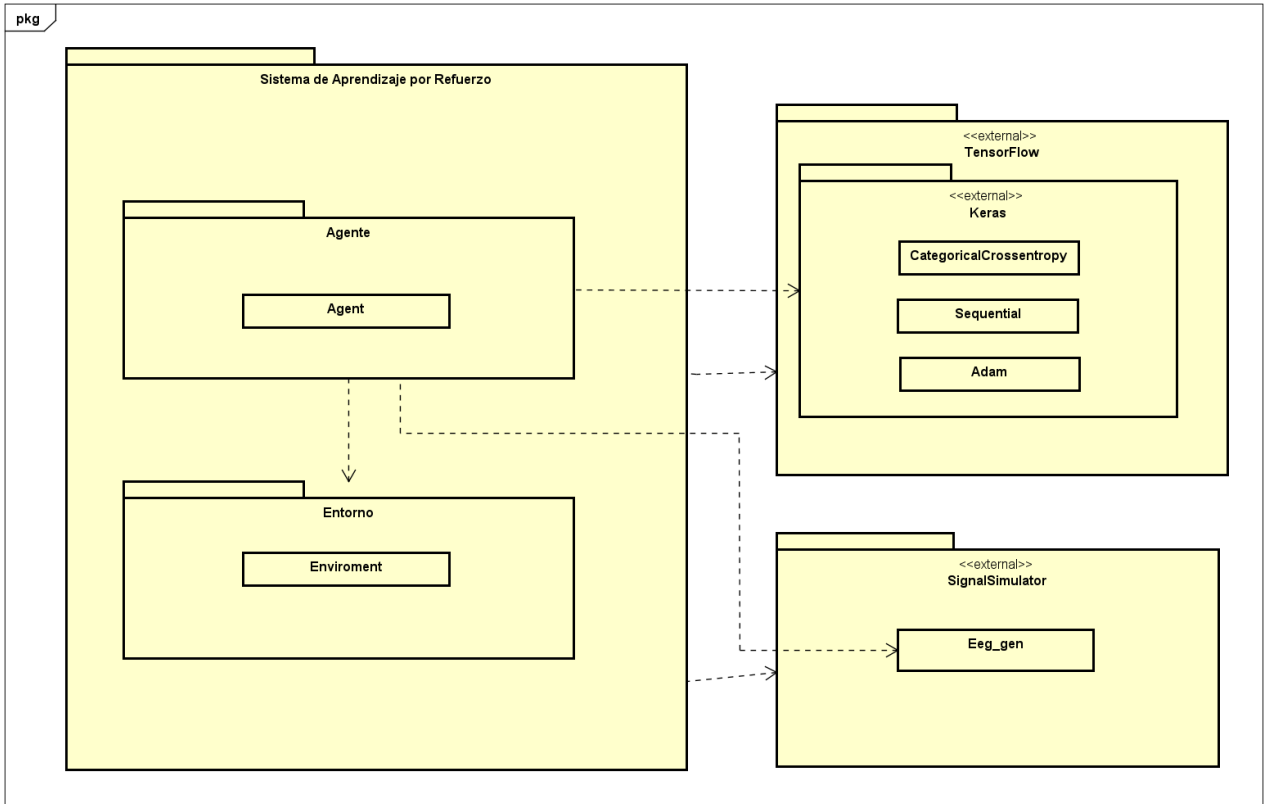 pkg
Sistema de Aprendizaje por Refuerzo
Agente
Agent
Entorno
Enviroment
<<external>>
TensorFlow
<<external>>
Keras
CategoricalCrossentropy
Sequential
Adam
<<external>>
SignalSimulator
Eeg_gen